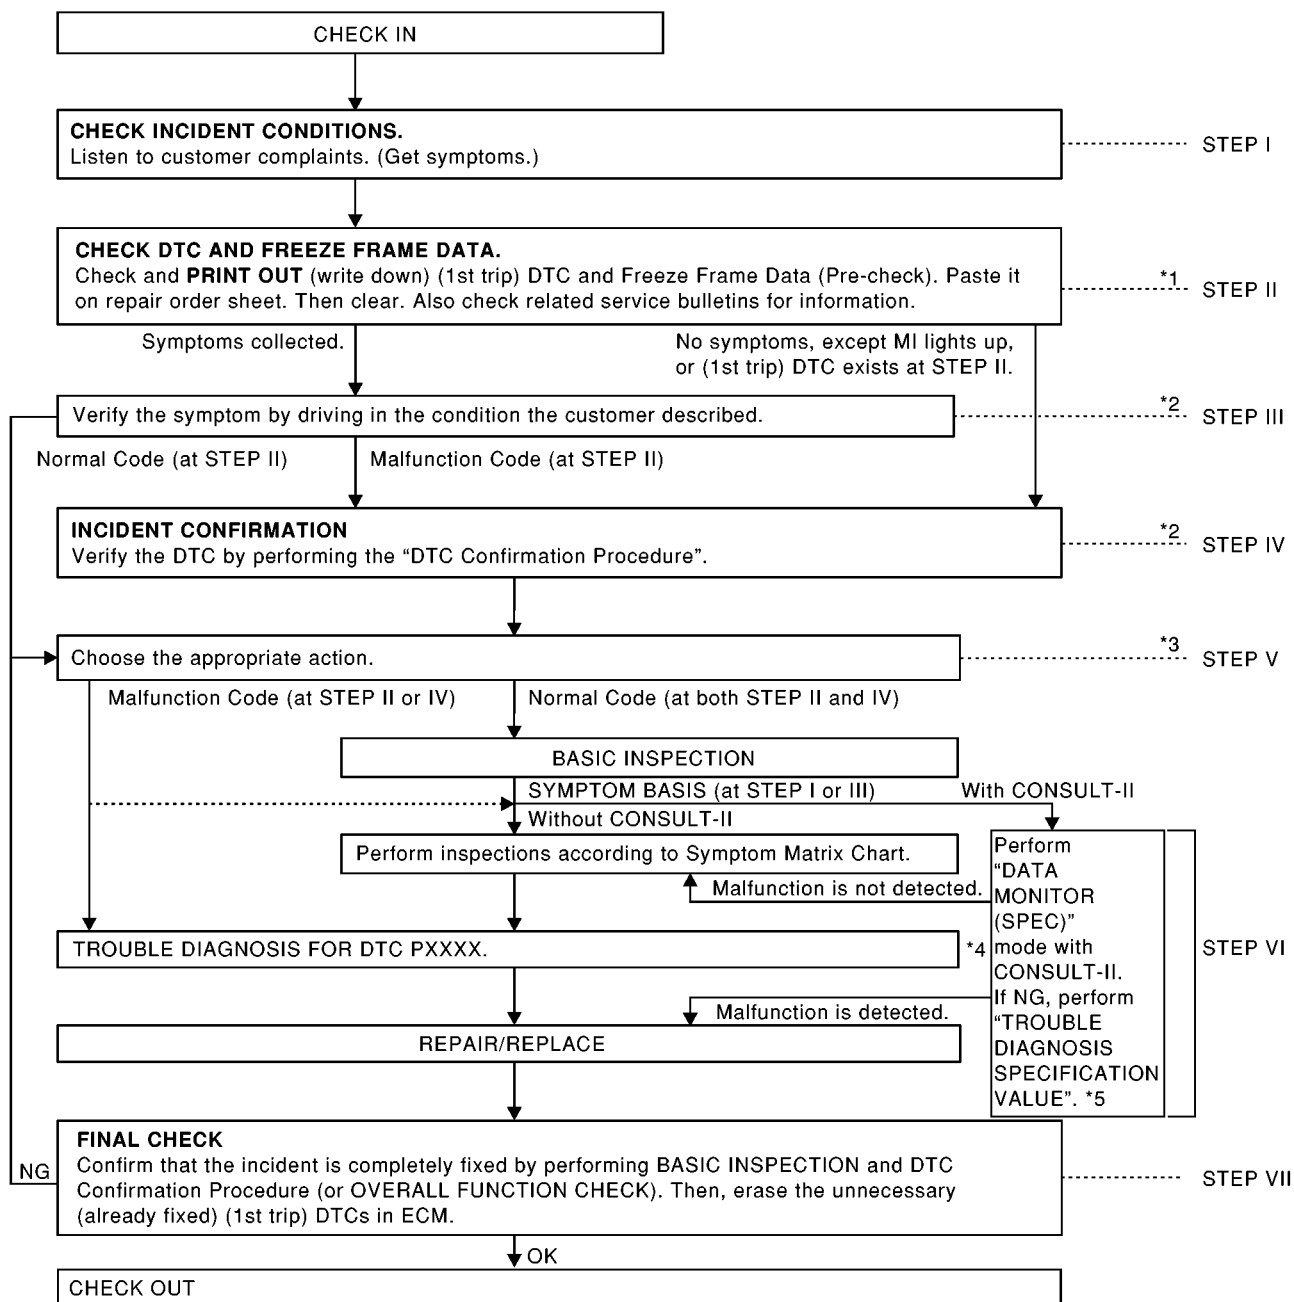 CHECK IN
CHECK INCIDENT CONDITIONS.
Listen to customer complaints. (Get symptoms.)
STEP I
CHECK DTC AND FREEZE FRAME DATA.
Check and PRINT OUT (write down) (1st trip) DTC and Freeze Frame Data (Pre-check). Paste it
on repair order sheet. Then clear. Also check related service bulletins for information.
*1
STEP II
Symptoms collected.
No symptoms, except MI lights up,
or (1st trip) DTC exists at STEP II.
Verify the symptom by driving in the condition the customer described.
*2
STEP III
Normal Code (at STEP II)
Malfunction Code (at STEP II)
INCIDENT CONFIRMATION
Verify the DTC by performing the “DTC Confirmation Procedure”.
*2
STEP IV
Choose the appropriate action.
*3
STEP V
Malfunction Code (at STEP II or IV)
Normal Code (at both STEP II and IV)
BASIC INSPECTION
SYMPTOM BASIS (at STEP I or III)
With CONSULT-II
Without CONSULT-II
Perform inspections according to Symptom Matrix Chart.
Malfunction is not detected.
Perform
“DATA
MONITOR
(SPEC)”
mode with
CONSULT-II.
If NG, perform
“TROUBLE
DIAGNOSIS
SPECIFICATION
VALUE”. *5
STEP VI
TROUBLE DIAGNOSIS FOR DTC PXXXX.
*4
Malfunction is detected.
REPAIR/REPLACE
FINAL CHECK
Confirm that the incident is completely fixed by performing BASIC INSPECTION and DTC
Confirmation Procedure (or OVERALL FUNCTION CHECK). Then, erase the unnecessary
(already fixed) (1st trip) DTCs in ECM.
NG
STEP VII
OK
CHECK OUT